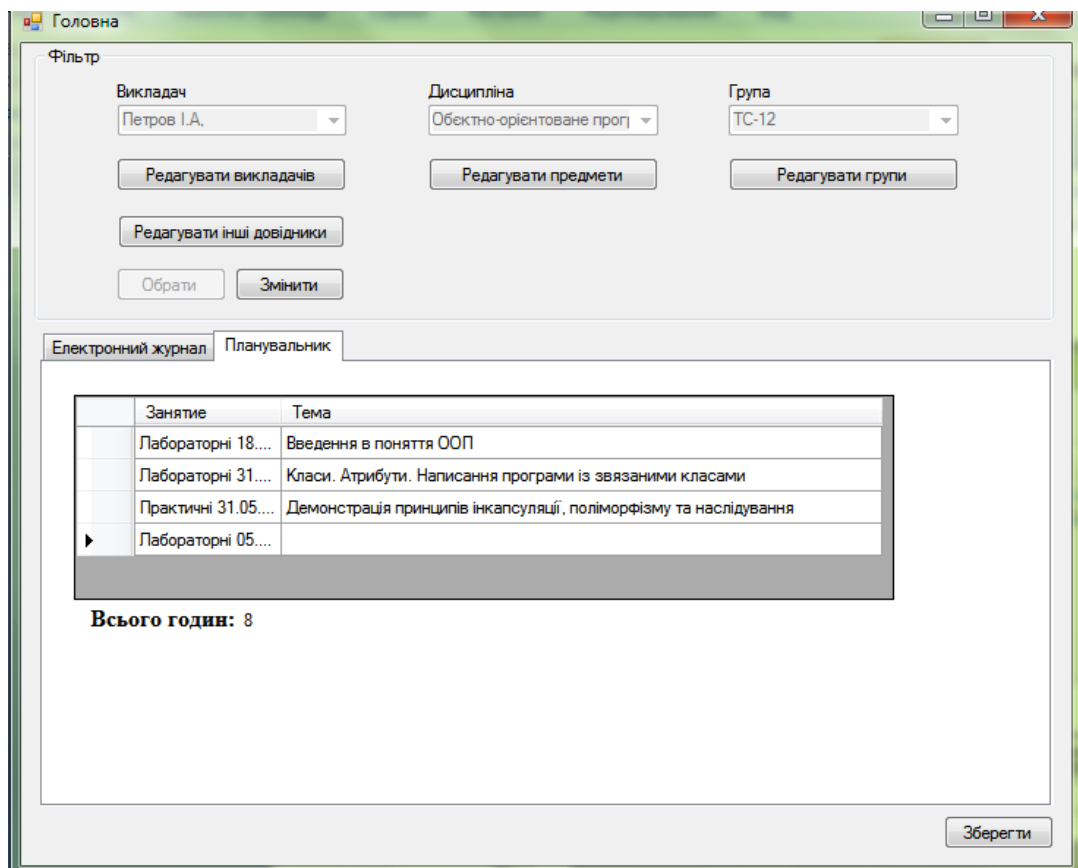 Головна
Фільтр
Викладач Дисципліна Група
Петров І.А, Обєктно-орієнтоване прог ТС-12
Редагувати викладачів Редагувати предмети Редагувати групи
Редагувати інші довідники
Обрати Змінити
Електронний журнал Планувальник
Занятие Тема
Лабораторні 18.... Введення в поняття ООП
Лабораторні 31.... Класи. Атрибути. Написання програми із звязаними класами
Практичні 31.05.... Демонстрація принципів інкапсуляції, поліморфізму та наслідування
Лабораторні 05....
Всього годин: 8
Зберегти